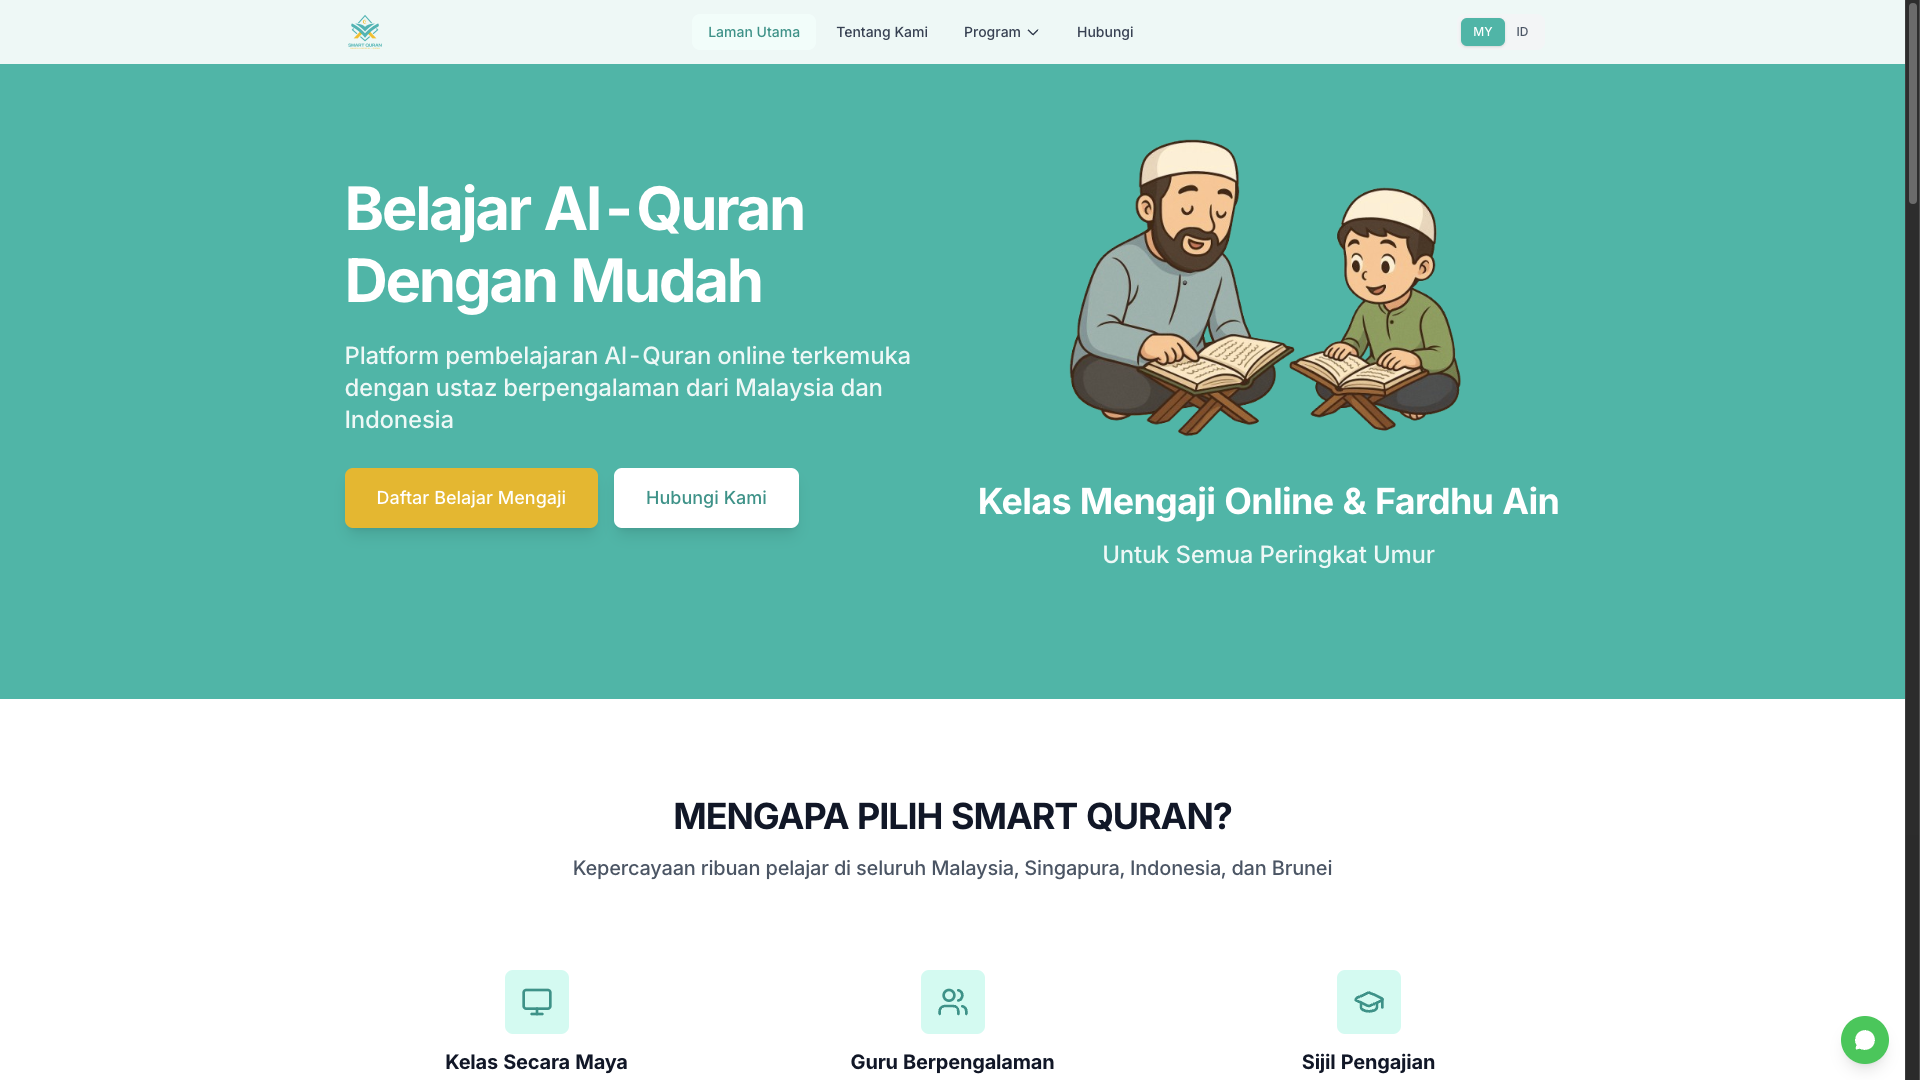 SMART QURAN
Laman Utama
Tentang Kami
Program
Hubungi
MY
ID
Belajar Al-Quran
Dengan Mudah
Platform pembelajaran Al-Quran online terkemuka
dengan ustaz berpengalaman dari Malaysia dan
Indonesia
Daftar Belajar Mengaji
Hubungi Kami
Kelas Mengaji Online & Fardhu Ain
Untuk Semua Peringkat Umur
MENGAPA PILIH SMART QURAN?
Kepercayaan ribuan pelajar di seluruh Malaysia, Singapura, Indonesia, dan Brunei
Kelas Secara Maya
Guru Berpengalaman
Sijil Pengajian